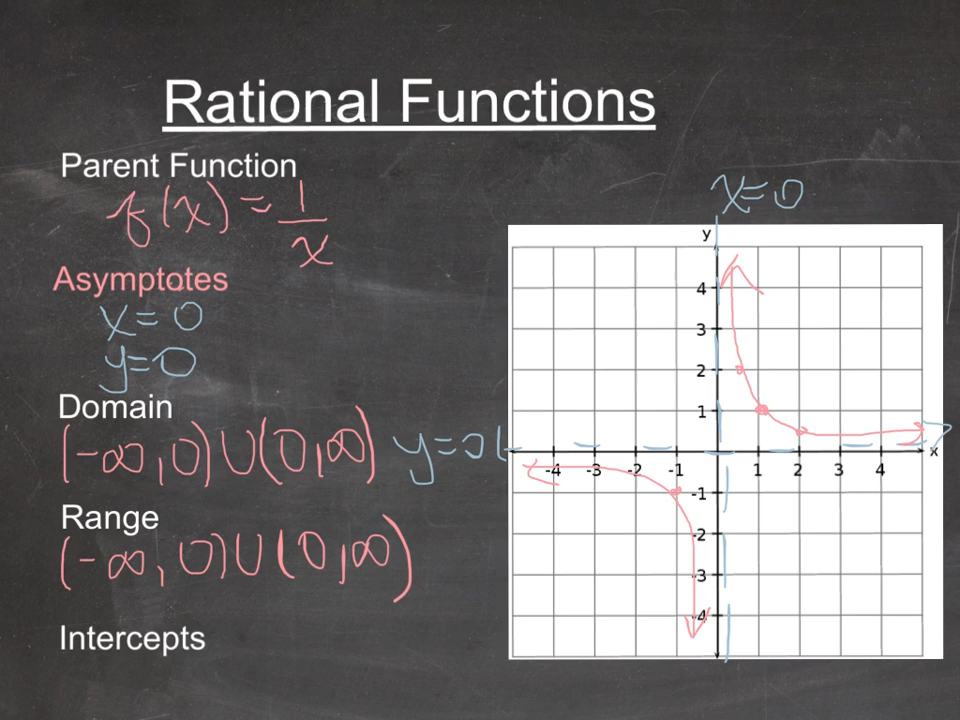 Rational Functions
Parent Function
f(x) = 1/x
Asymptotes
x=0
y=0
Domain
(-∞,0)∪(0,∞)
Range
(-∞,0)∪(0,∞)
Intercepts
x=0
y=0
y
4
3
2
1
-4 -3 -2 -1 1 2 3 4 x
-1
-2
-3
-4